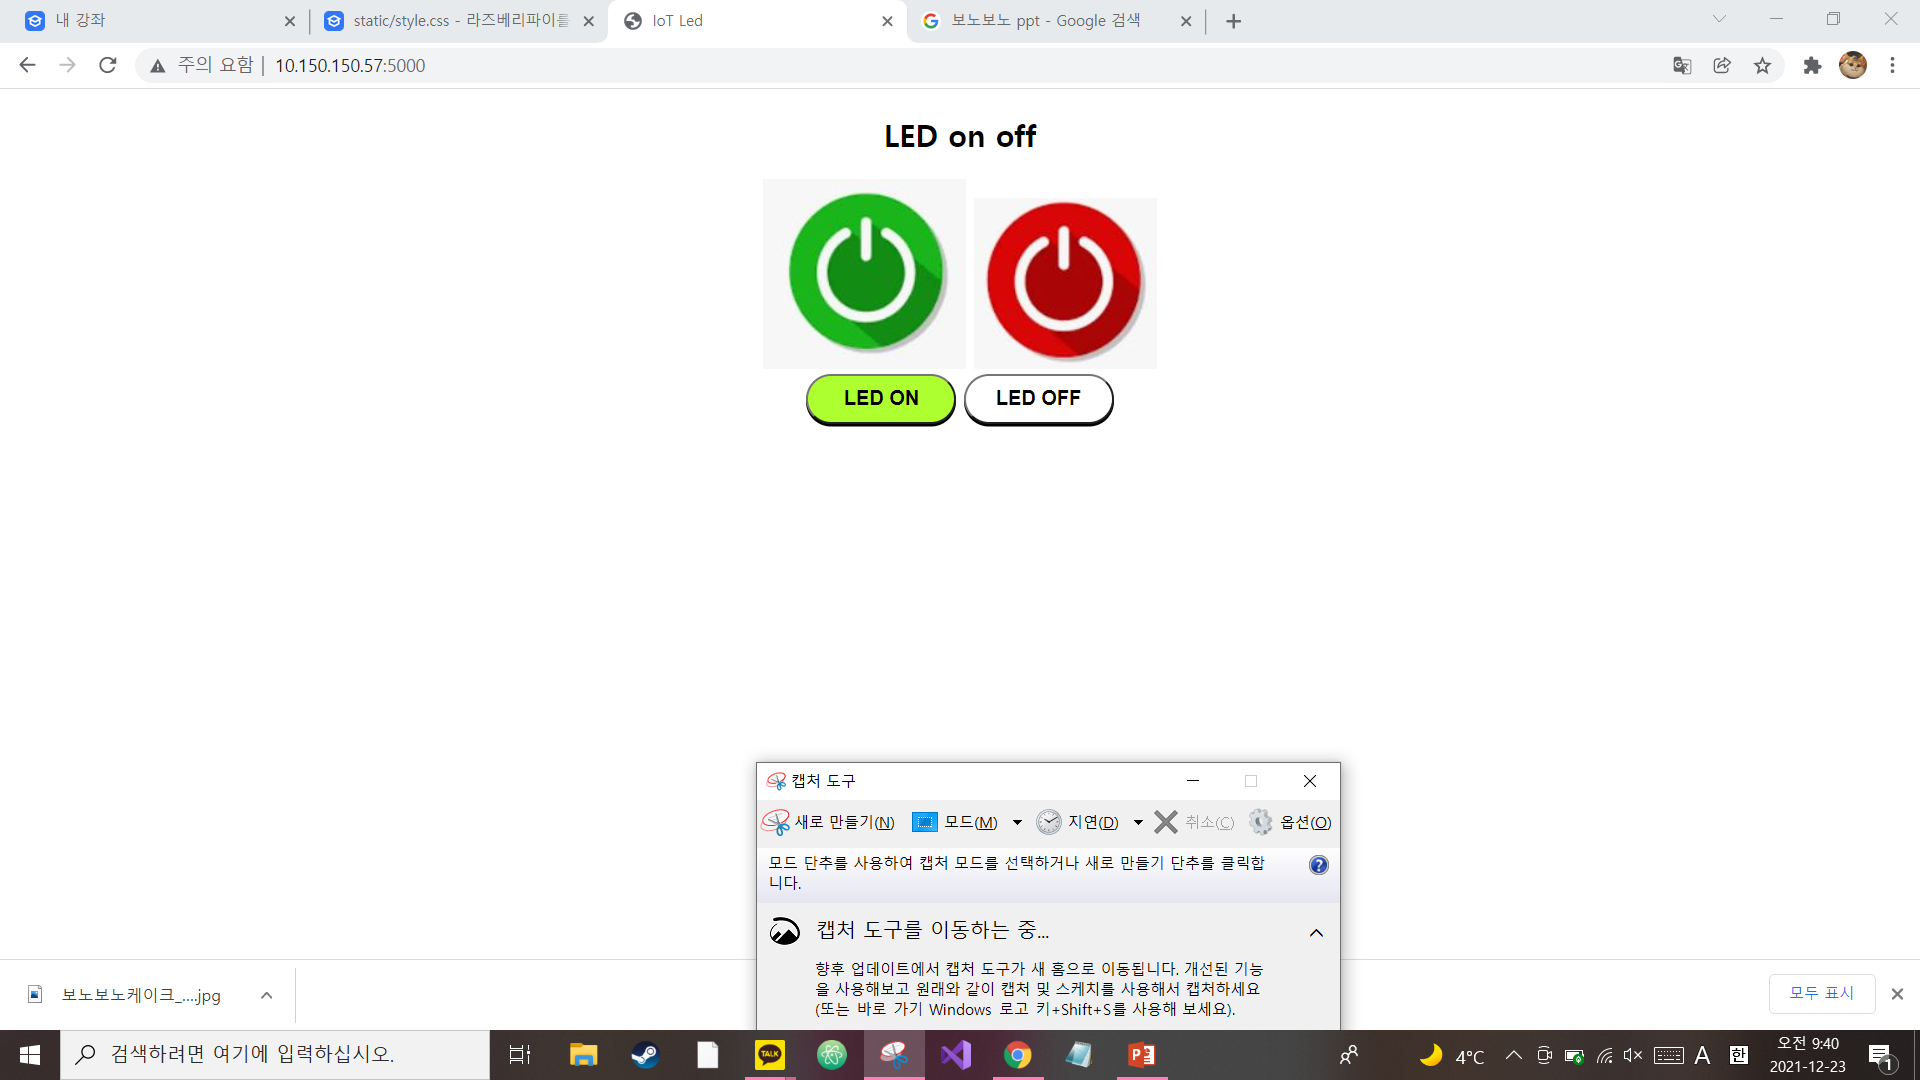 내 강좌
static/style.css - 라즈베리파이를
IoT Led
보노보노 ppt - Google 검색
주의 요함 | 10.150.150.57:5000
LED on off
LED ON
LED OFF
캡처 도구
새로 만들기(N)
모드(M)
지연(D)
취소(C)
옵션(O)
모드 단추를 사용하여 캡처 모드를 선택하거나 새로 만들기 단추를 클릭합
니다.
캡처 도구를 이동하는 중...
향후 업데이트에서 캡처 도구가 새 홈으로 이동됩니다. 개선된 기능
을 사용해보고 원래와 같이 캡처 및 스케치를 사용해서 캡처하세요
(또는 바로 가기 Windows 로고 키+Shift+S를 사용해 보세요).
보노보노케이크_....jpg
모두 표시
검색하려면 여기에 입력하십시오.
TALK
4°C
A
한
오전 9:40
2021-12-23
1